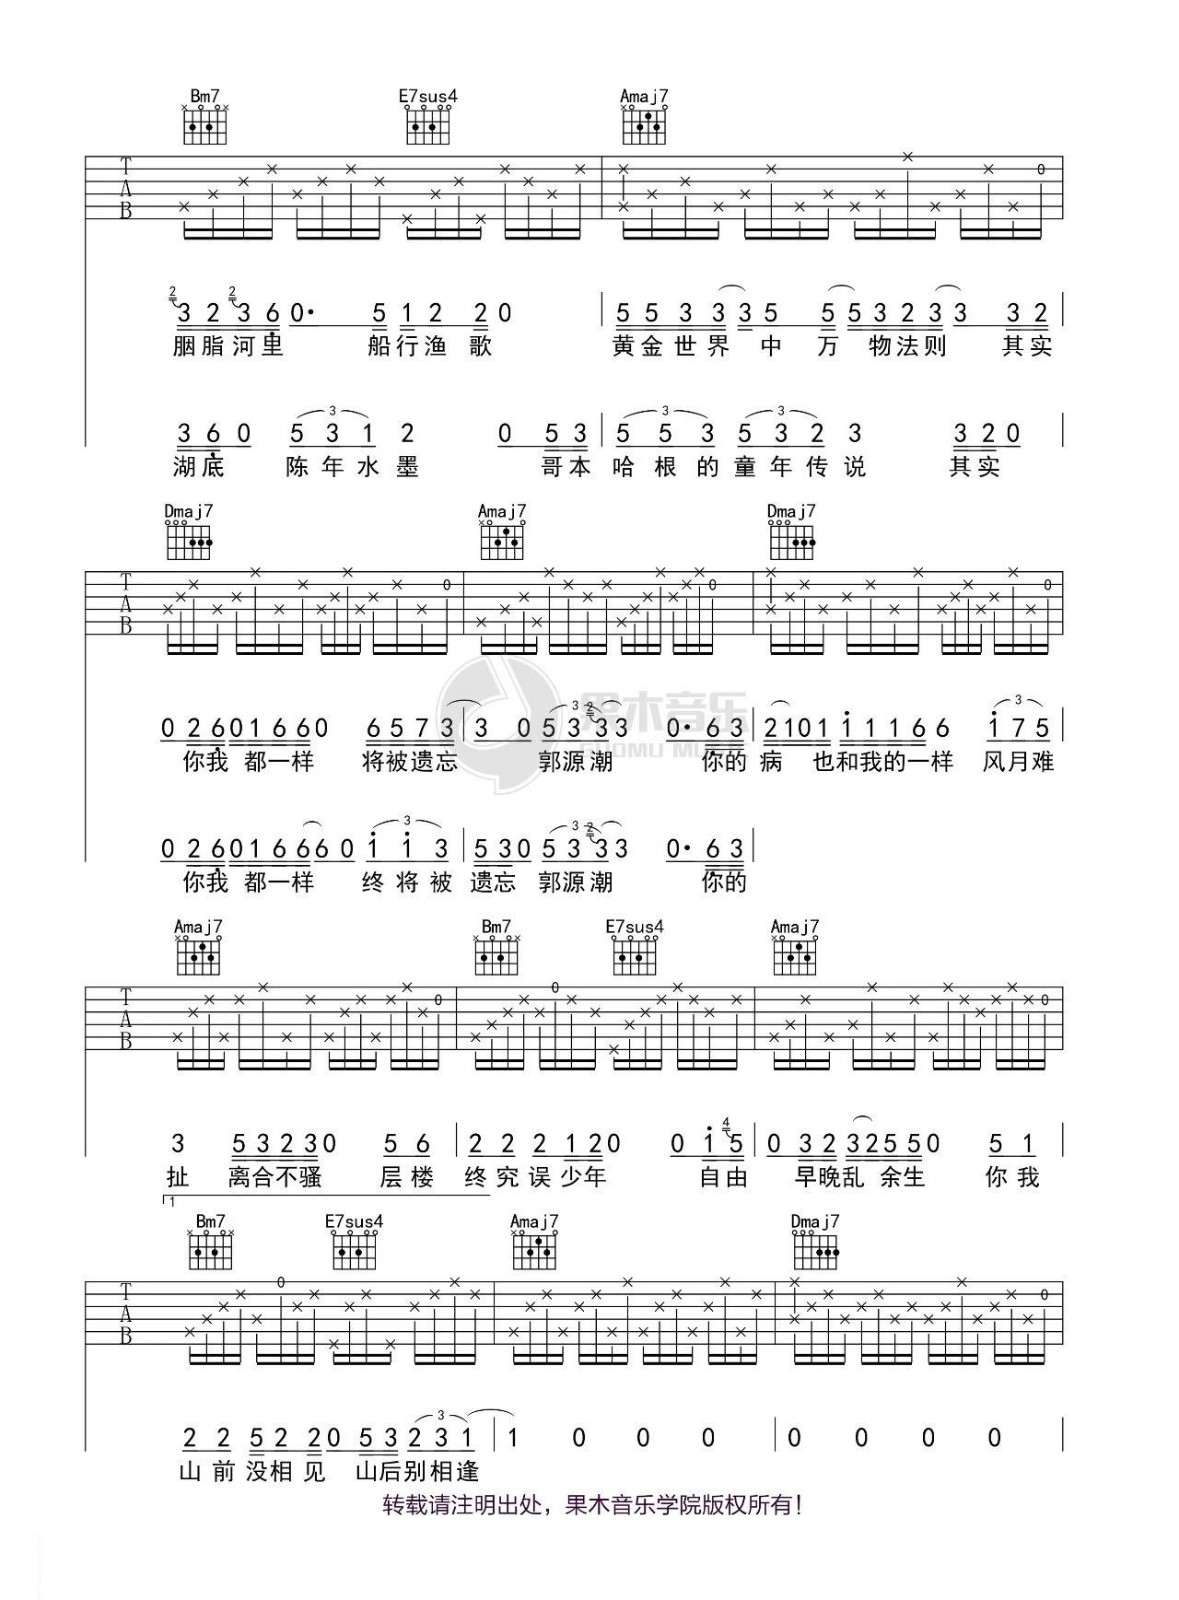 Bm7 E7sus4 Amaj7
3 2 3 6 0· 5 1 2 2 0 5 5 3 3 3 5 5 5 3 2 3 3 3 2
胭脂河里 船行渔歌 黄金世界中万物法则 其实
3 6 0 5 3 1 2 0 5 3 5 5 3 5 3 2 3 3 2 0
湖底 陈年水墨 哥本哈根的童年传说 其实
Dmaj7 Amaj7 Dmaj7
0 2 6 0 1 6 6 0 6 5 7 3 3 0 5 3 3 3 3 0· 6 3 2 1 0 1 1 1 1 6 6 1 7 5
果木音乐
GUOMU MUSIC
你我 都一样 将被遗忘 郭源潮 你的病 也和我的一样 风月难
0 2 6 0 1 6 6 6 0 1 1 3 5 3 0 5 3 3 3 3 0· 6 3
你我 都一样 终将被遗忘 郭源潮 你的
Amaj7 Bm7 E7sus4 Amaj7
3 5 3 2 3 0 5 6 2 2 2 1 2 0 0 1 5 0 3 2 3 2 5 5 0 5 1
扯 离合不骚 层楼 终究误少年 自由 早晚乱余生 你我
1
Bm7 E7sus4 Amaj7 Dmaj7
2 2 5 2 2 0 5 3 2 3 1 1 0 0 0 0 0 0 0
山前没相见 山后别相逢
转载请注明出处，果木音乐学院版权所有！